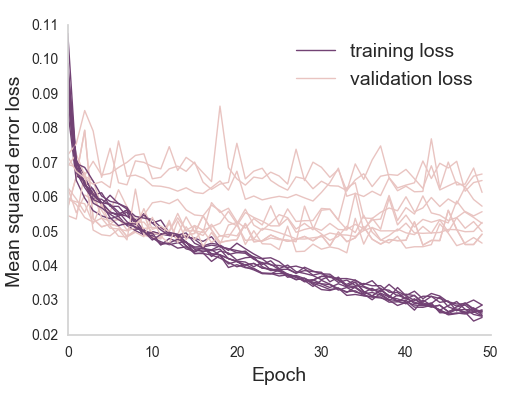 0.11
0.10
0.09
0.08
0.07
0.06
0.05
0.04
0.03
0.02
Mean squared error loss
training loss
validation loss
0 10 20 30 40 50
Epoch